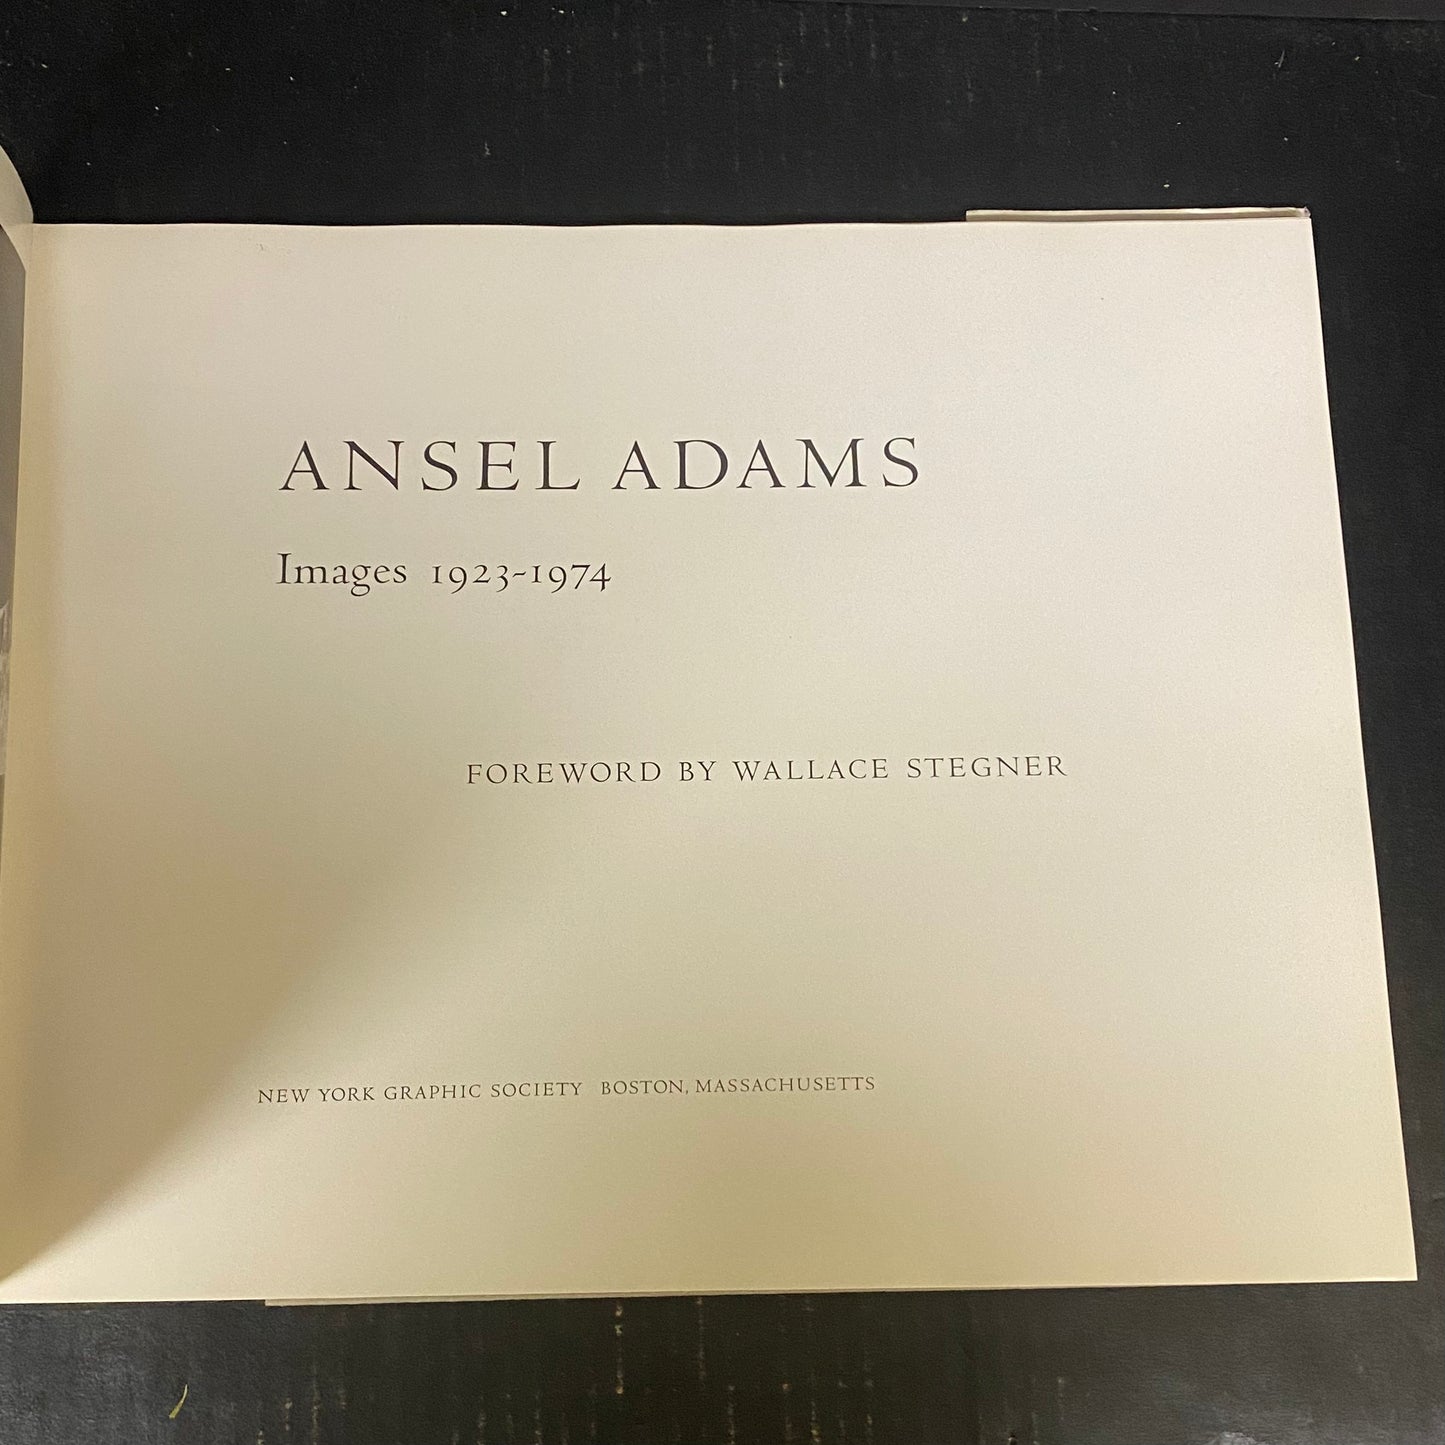 ANSEL ADAMS
Images 1923-1974
FOREWORD BY WALLACE STEGNER
NEW YORK GRAPHIC SOCIETY BOSTON, MASSACHUSETTS